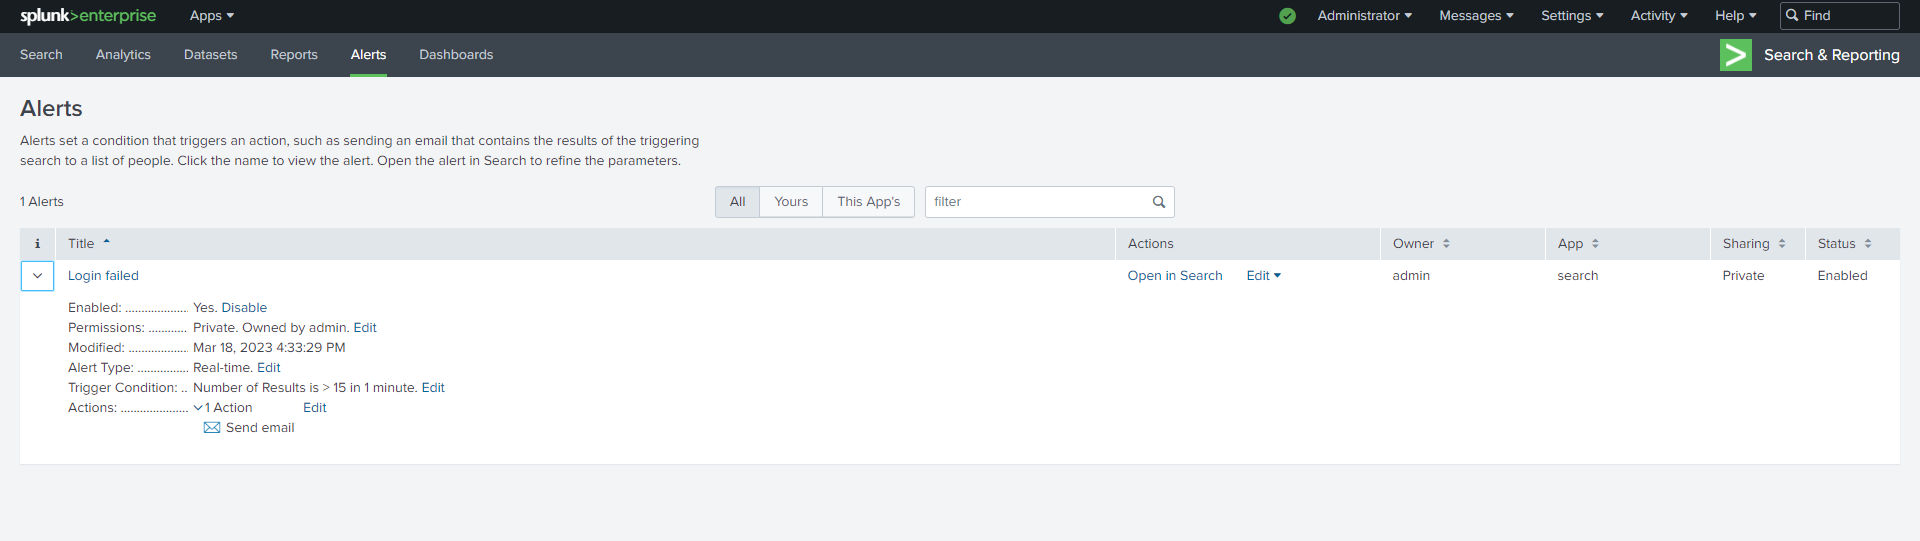 splunk>enterprise Apps Administrator Messages Settings Activity Help Find
Search Analytics Datasets Reports Alerts Dashboards Search & Reporting
Alerts
Alerts set a condition that triggers an action, such as sending an email that contains the results of the triggering
search to a list of people. Click the name to view the alert. Open the alert in Search to refine the parameters.
1 Alerts All Yours This App's filter
i Title Actions Owner App Sharing Status
Login failed Open in Search Edit admin search Private Enabled
Enabled: .................... Yes. Disable
Permissions: ............ Private. Owned by admin. Edit
Modified: .................. Mar 18, 2023 4:33:29 PM
Alert Type: ................ Real-time. Edit
Trigger Condition: .. Number of Results is > 15 in 1 minute. Edit
Actions: ..................... 1 Action Edit
Send email